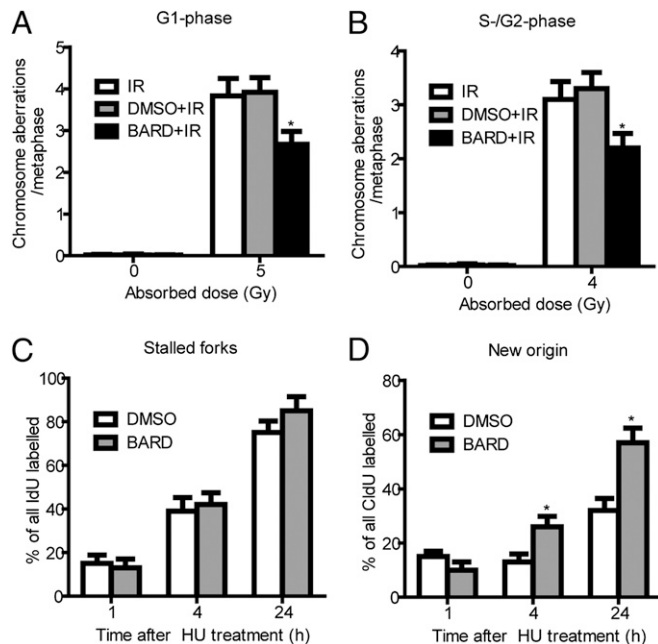 A
G1-phase
Chromosome aberrations
/metaphase
5
4
3
2
1
0
IR
DMSO+IR
BARD+IR
*
0
5
Absorbed dose (Gy)
B
S-/G2-phase
Chromosome aberrations
/metaphase
4
3
2
1
0
IR
DMSO+IR
BARD+IR
*
0
4
Absorbed dose (Gy)
C
Stalled forks
% of all IdU labelled
100
80
60
40
20
0
DMSO
BARD
1
4
24
Time after HU treatment (h)
D
New origin
% of all CldU labelled
80
60
40
20
0
DMSO
BARD
*
*
1
4
24
Time after HU treatment (h)